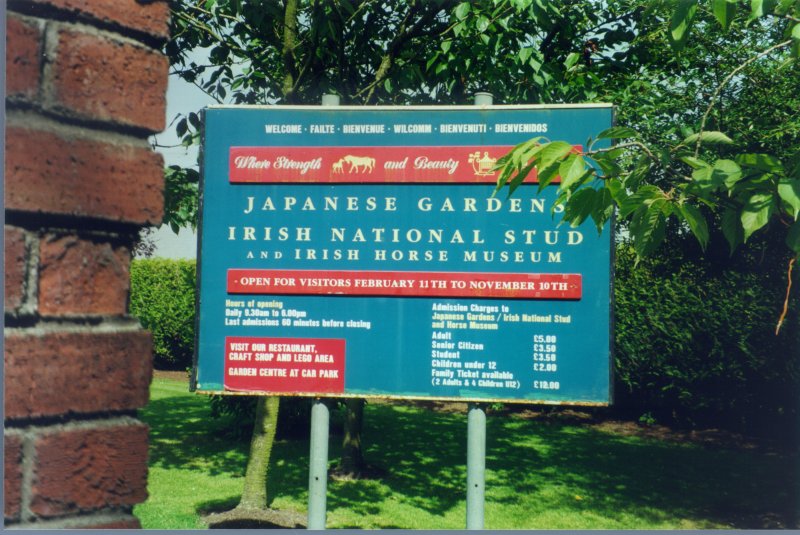 WELCOME · FAILTE · BIENVENUE · WILCOMM · BIENVENUTI · BIENVENIDOS
Where Strength and Beauty
JAPANESE GARDENS
IRISH NATIONAL STUD
AND IRISH HORSE MUSEUM
· OPEN FOR VISITORS FEBRUARY 11TH TO NOVEMBER 10TH ·
Hours of opening
Daily 9.30am to 6.00pm
Last admissions 60 minutes before closing
VISIT OUR RESTAURANT,
CRAFT SHOP AND LEGO AREA
GARDEN CENTRE AT CAR PARK
Admission Charges to
Japanese Gardens / Irish National Stud
and Horse Museum
Adult £5.00
Senior Citizen £3.50
Student £3.50
Children under 12 £2.00
Family Ticket available
(2 Adults & 4 Children U12) £12.00